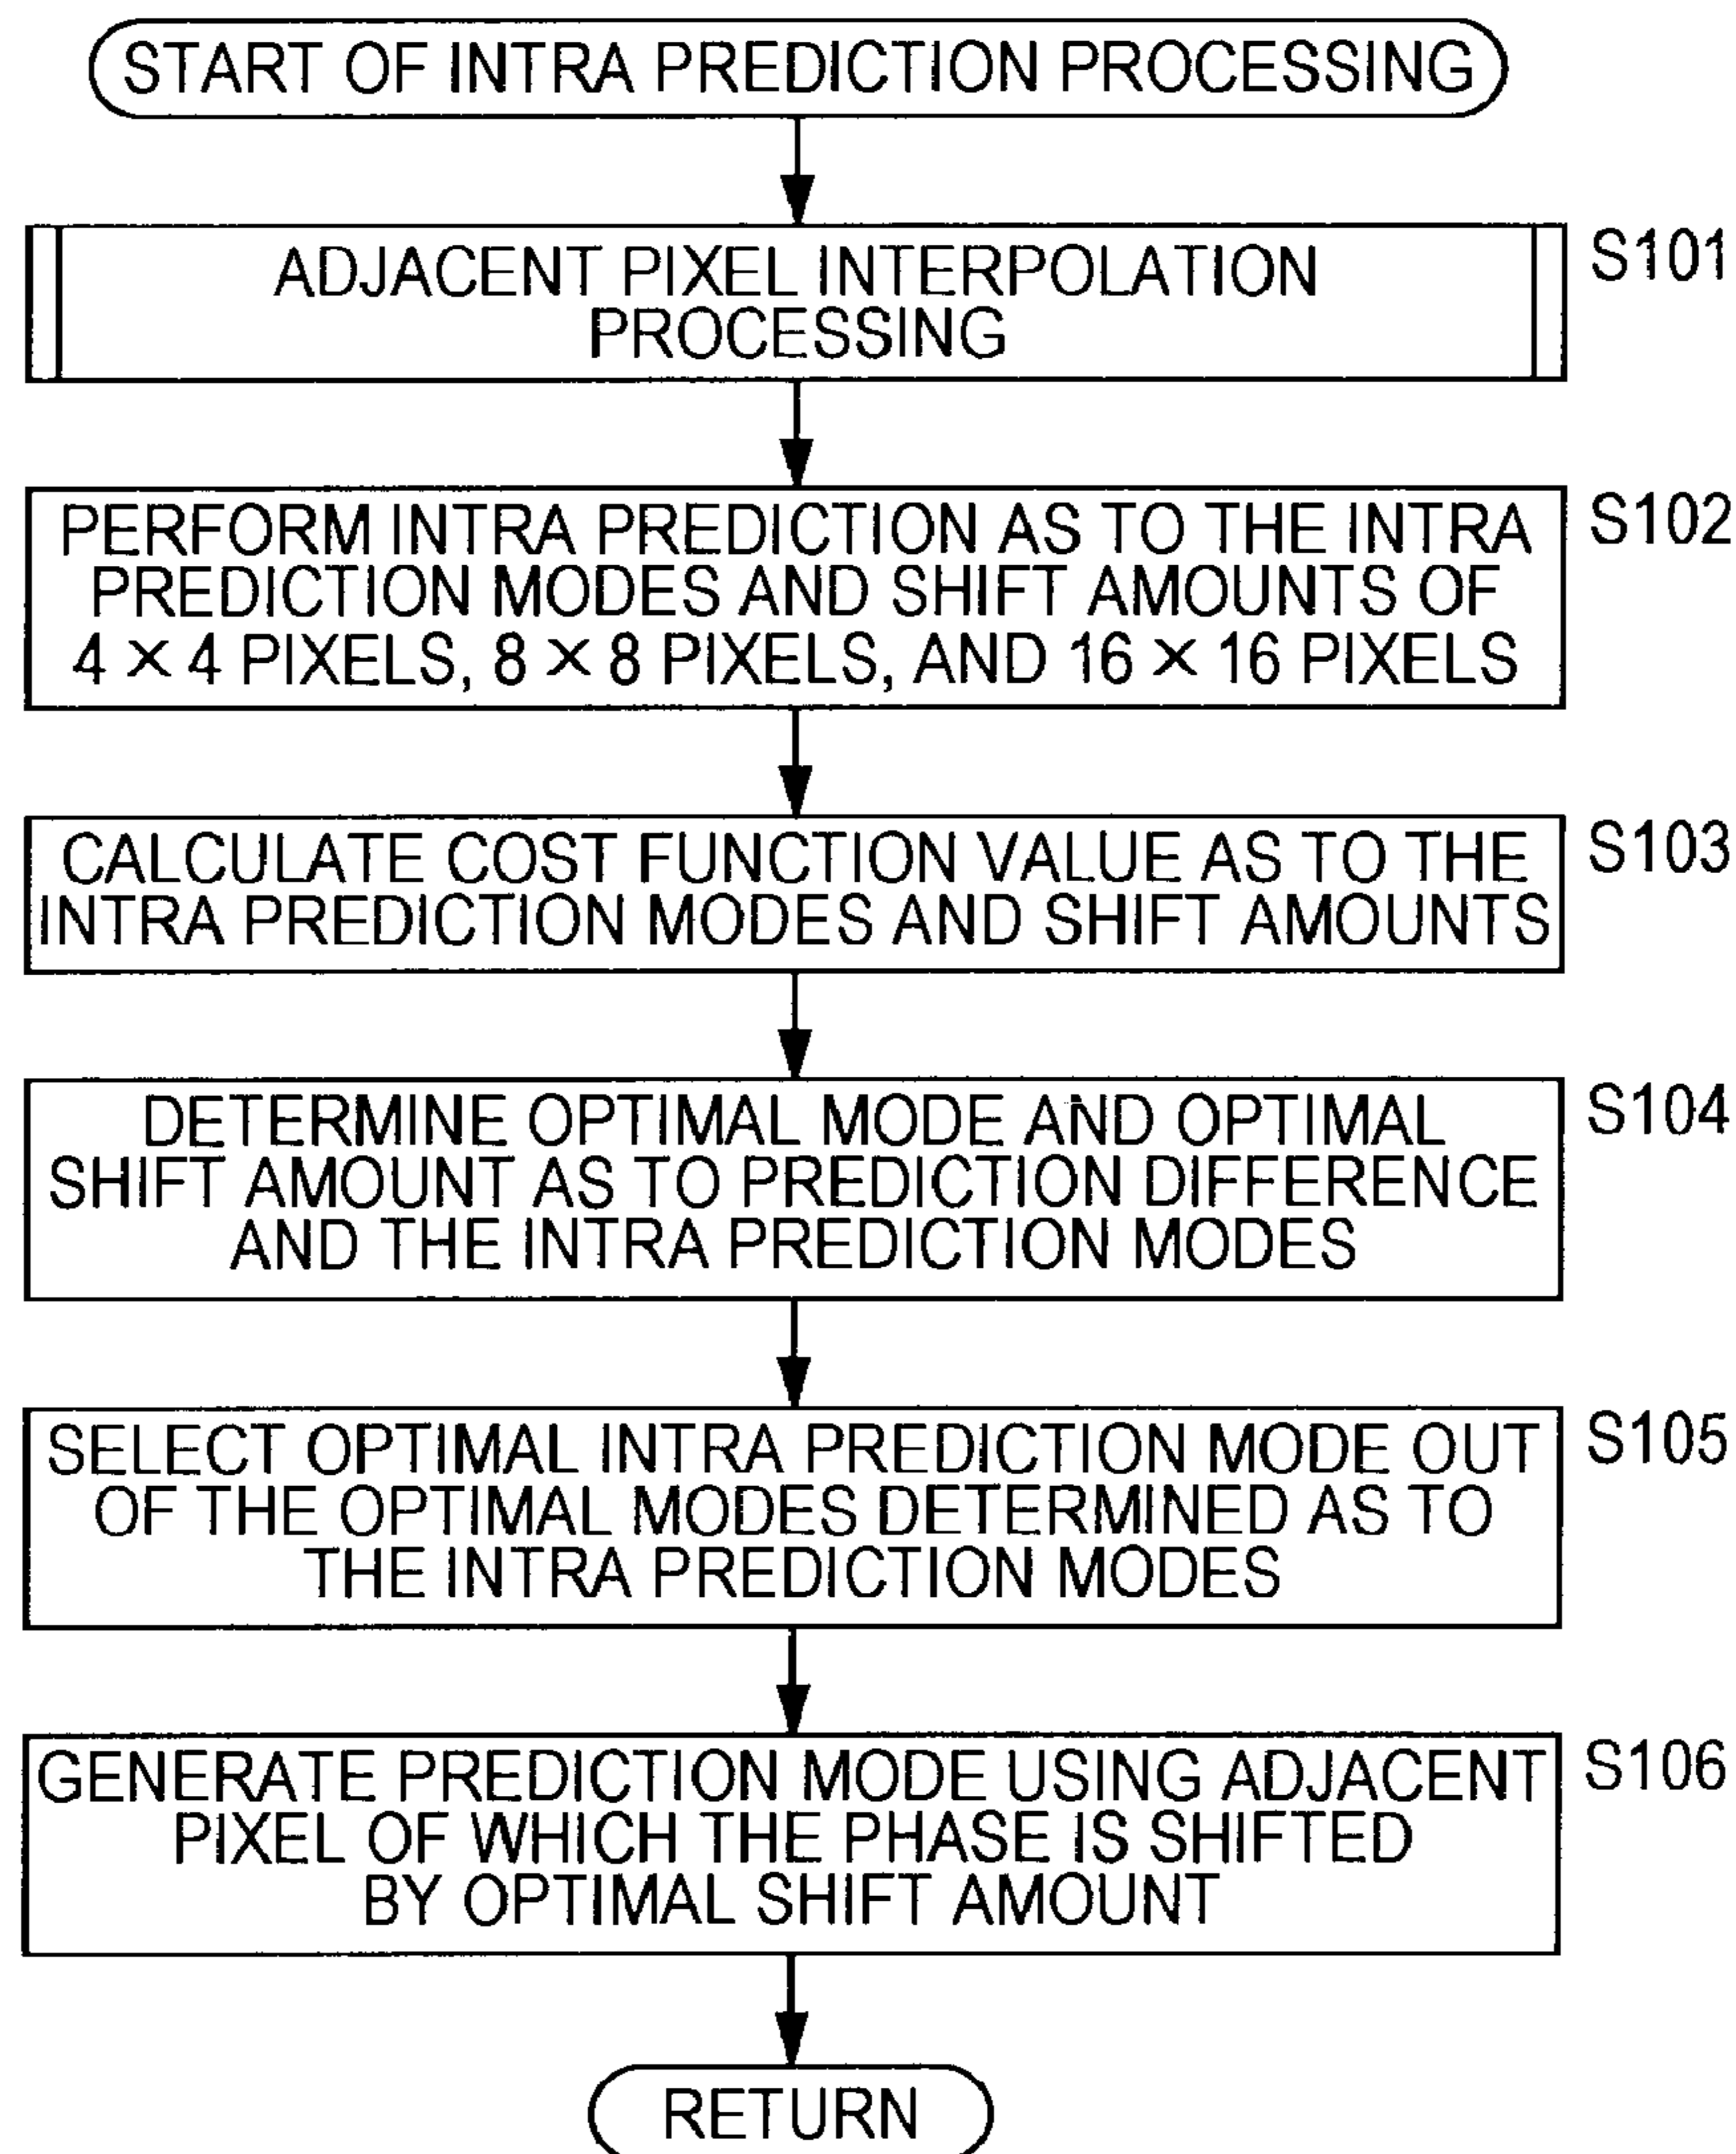 START OF INTRA PREDICTION PROCESSING
ADJACENT PIXEL INTERPOLATION
PROCESSING
S101
PERFORM INTRA PREDICTION AS TO THE INTRA
PREDICTION MODES AND SHIFT AMOUNTS OF
4 × 4 PIXELS, 8 × 8 PIXELS, AND 16 × 16 PIXELS
S102
CALCULATE COST FUNCTION VALUE AS TO THE
INTRA PREDICTION MODES AND SHIFT AMOUNTS
S103
DETERMINE OPTIMAL MODE AND OPTIMAL
SHIFT AMOUNT AS TO PREDICTION DIFFERENCE
AND THE INTRA PREDICTION MODES
S104
SELECT OPTIMAL INTRA PREDICTION MODE OUT
OF THE OPTIMAL MODES DETERMINED AS TO
THE INTRA PREDICTION MODES
S105
GENERATE PREDICTION MODE USING ADJACENT
PIXEL OF WHICH THE PHASE IS SHIFTED
BY OPTIMAL SHIFT AMOUNT
S106
RETURN